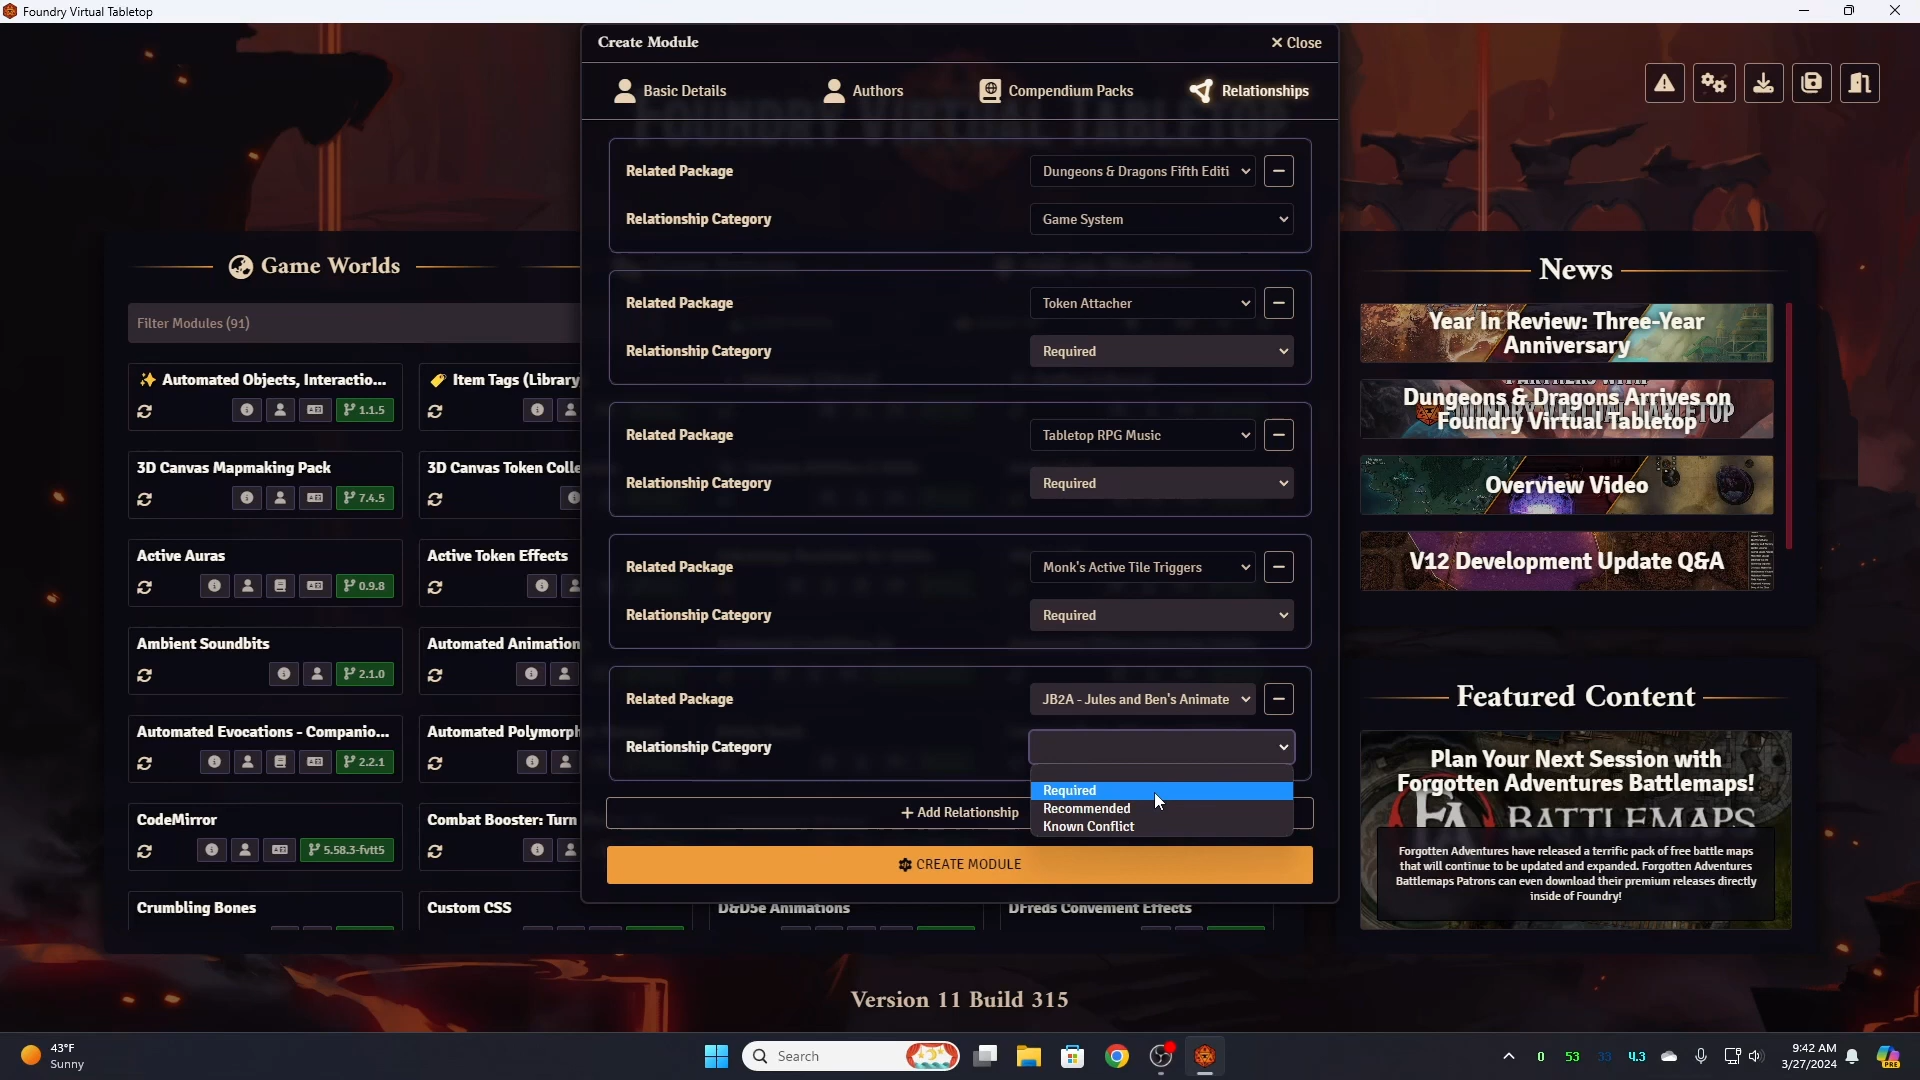 Foundry Virtual Tabletop
Create Module
Close
Basic Details
Authors
Compendium Packs
Relationships
Related Package
Dungeons & Dragons Fifth Editi
Relationship Category
Game System
Related Package
Token Attacher
Relationship Category
Required
Related Package
Tabletop RPG Music
Relationship Category
Required
Related Package
Monk's Active Tile Triggers
Relationship Category
Required
Related Package
JB2A - Jules and Ben's Animate
Relationship Category
Required
Recommended
Known Conflict
+ Add Relationship
CREATE MODULE
Game Worlds
Filter Modules (91)
✨ Automated Objects, Interactio...
1.1.5
Item Tags (Library
3D Canvas Mapmaking Pack
7.4.5
3D Canvas Token Colle
Active Auras
0.9.8
Active Token Effects
Ambient Soundbits
2.1.0
Automated Animation
Automated Evocations - Companio...
2.2.1
Automated Polymorph
CodeMirror
5.58.3-fvtt5
Combat Booster: Turn
Crumbling Bones
Custom CSS
D&D5e Animations
DFreds Convenient Effects
News
Year In Review: Three-Year
Anniversary
Dungeons & Dragons Arrives on
Foundry Virtual Tabletop
Overview Video
V12 Development Update Q&A
Featured Content
Plan Your Next Session with
Forgotten Adventures Battlemaps!
BATTLEMAPS
Forgotten Adventures have released a terrific pack of free battle maps
that will continue to be updated and expanded. Forgotten Adventures
Battlemaps Patrons can even download their premium releases directly
inside of Foundry!
Version 11 Build 315
43°F
Sunny
Search
0
53
33
4.3
9:42 AM
3/27/2024
PRE